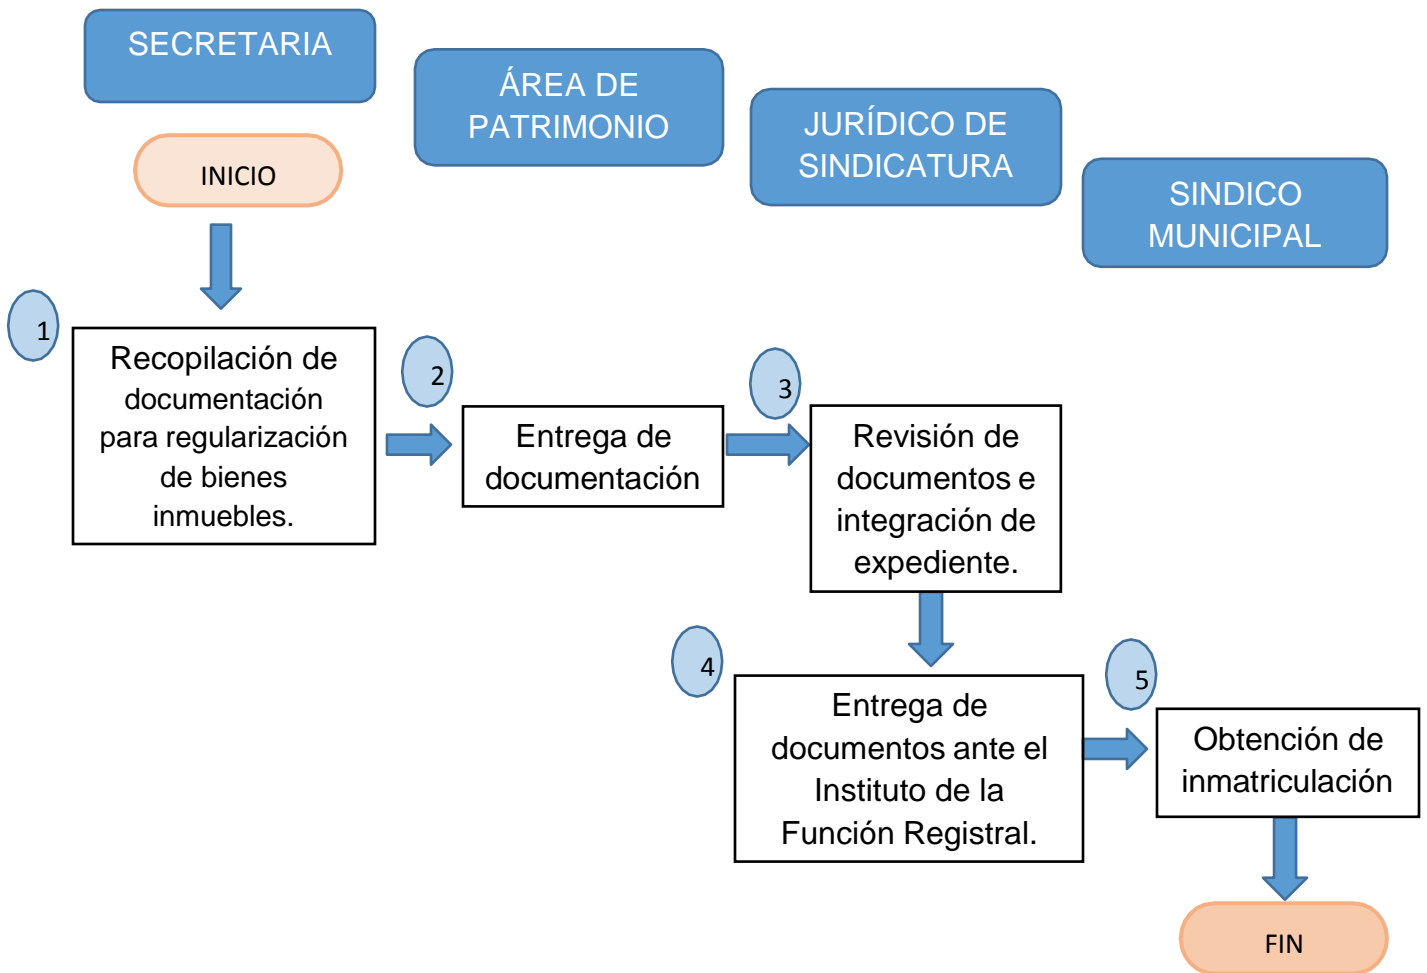 SECRETARIA
ÁREA DE
PATRIMONIO
JURÍDICO DE
SINDICATURA
SINDICO
MUNICIPAL
INICIO
1
Recopilación de
documentación
para regularización
de bienes
inmuebles.
2
Entrega de
documentación
3
Revisión de
documentos e
integración de
expediente.
4
Entrega de
documentos ante el
Instituto de la
Función Registral.
5
Obtención de
inmatriculación
FIN